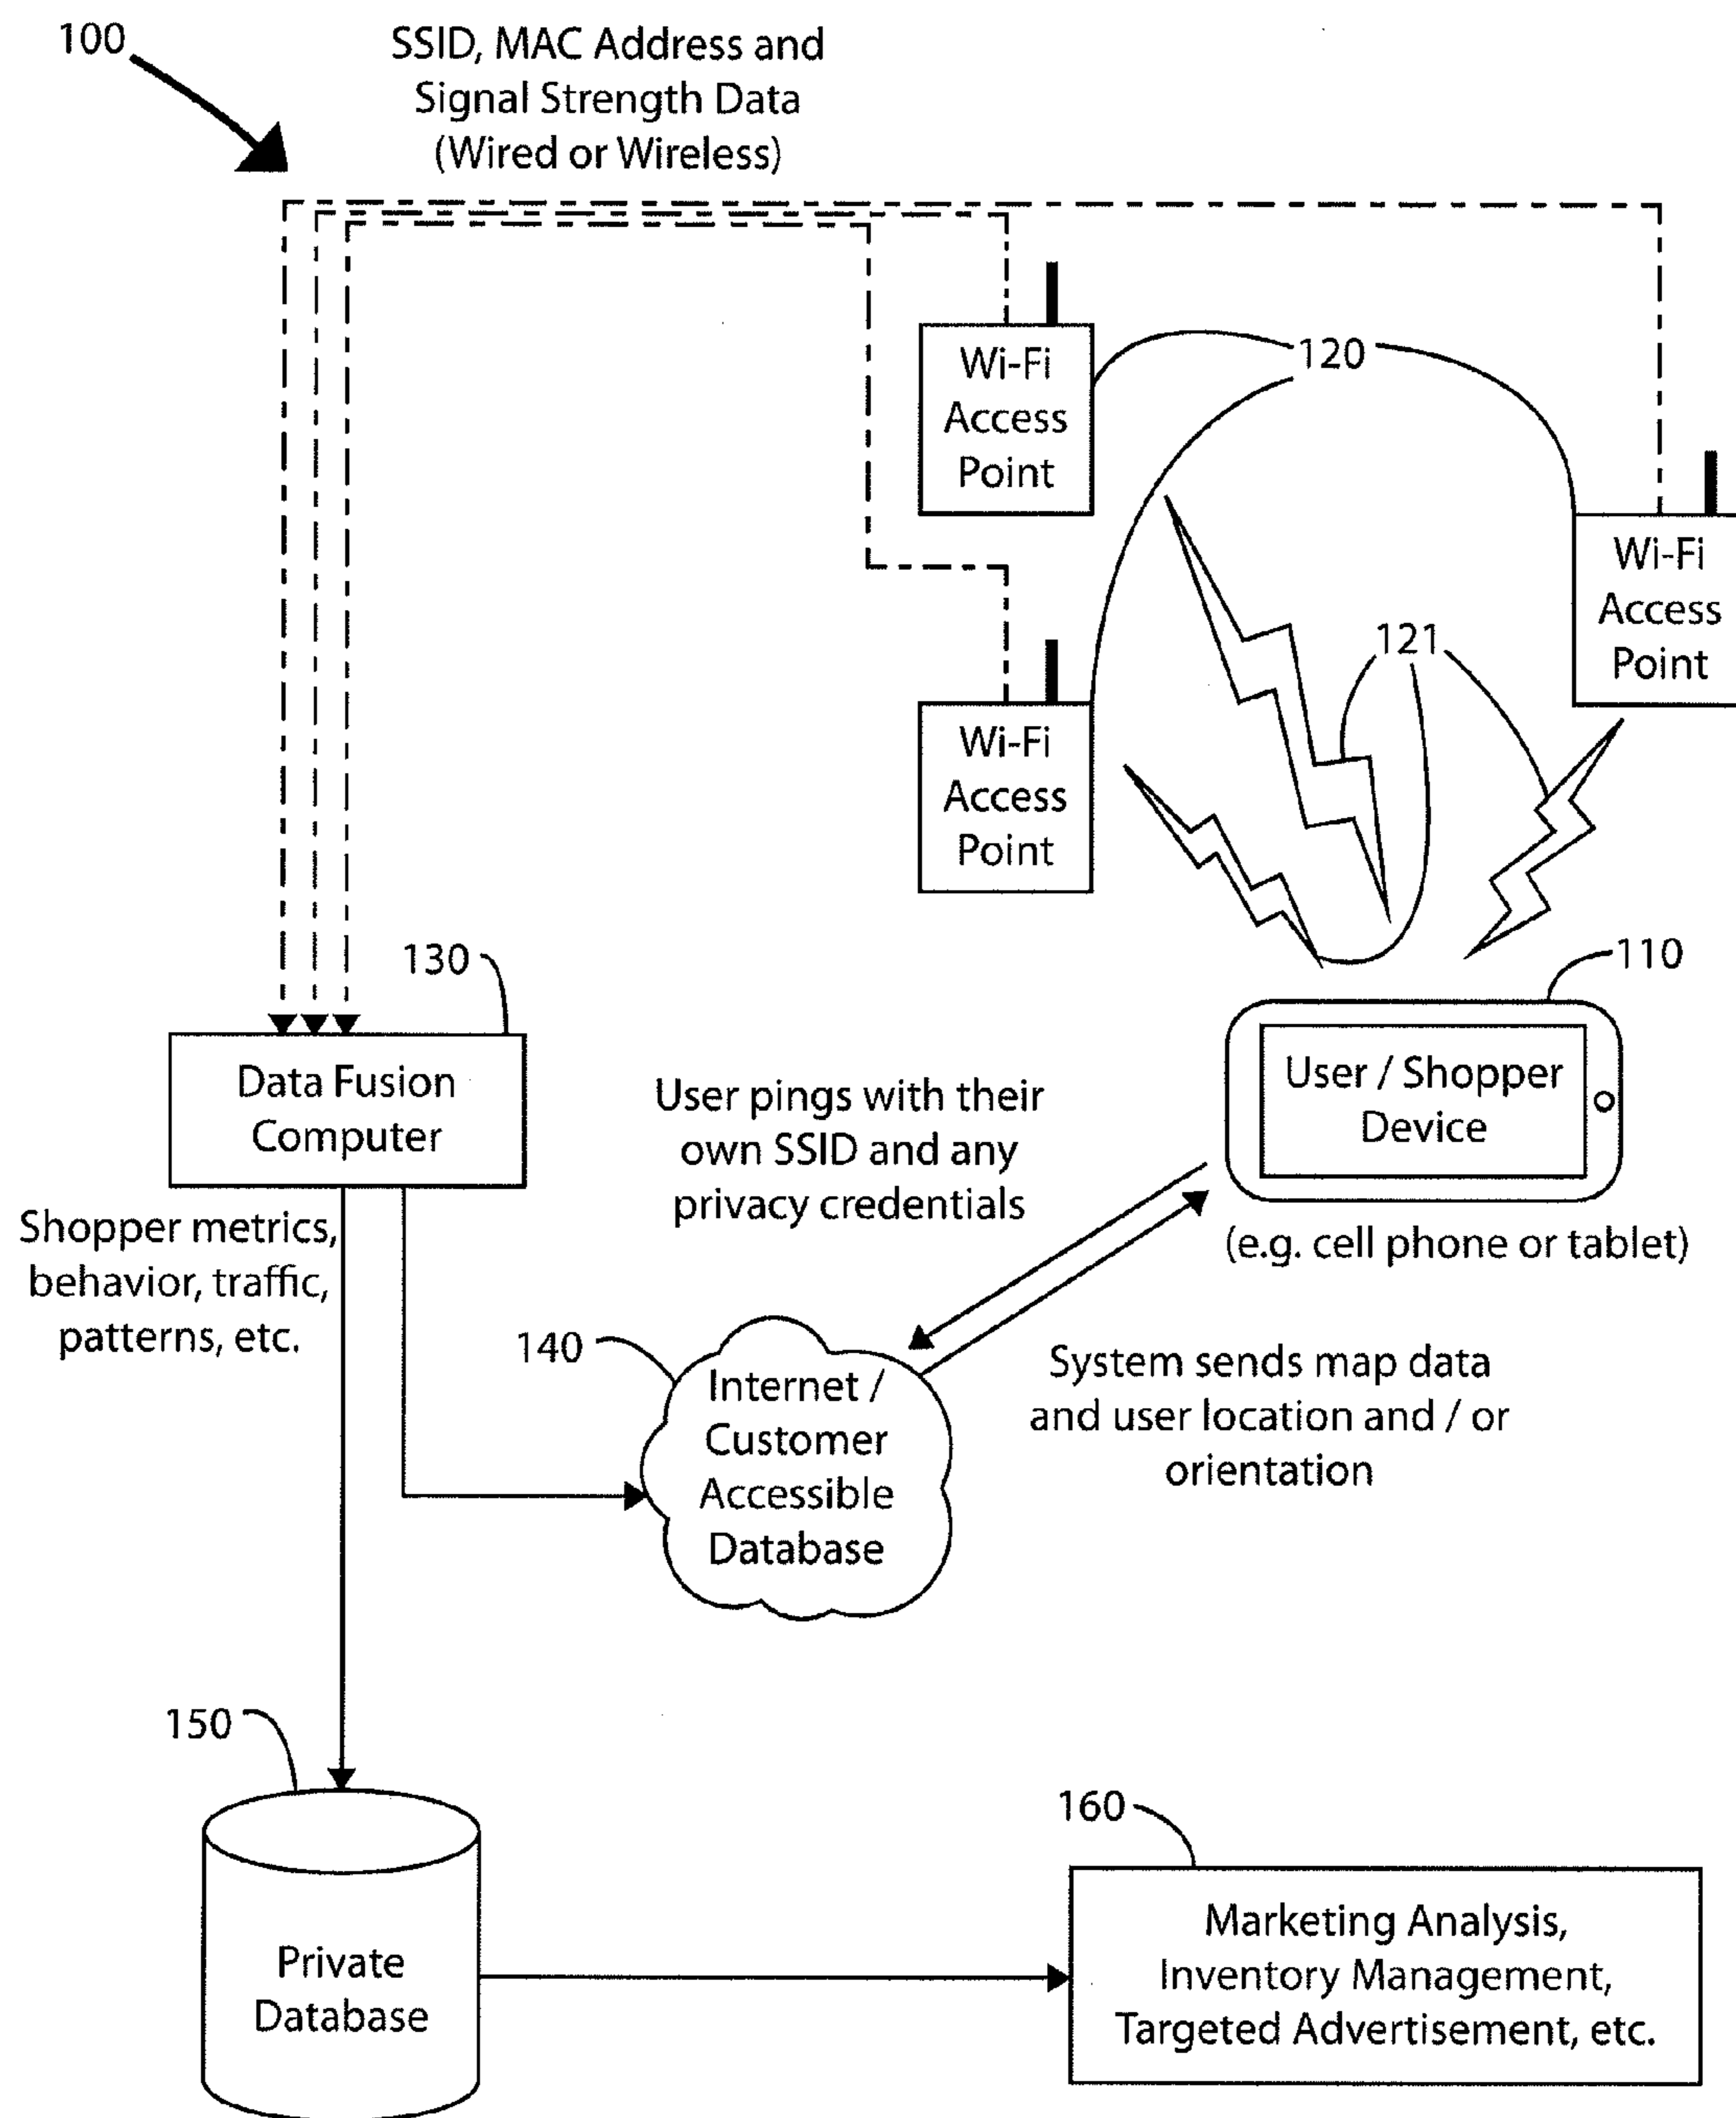 100
SSID, MAC Address and
Signal Strength Data
(Wired or Wireless)
Wi-Fi
Access
Point
120
Wi-Fi
Access
Point
121
Wi-Fi
Access
Point
130
110
Data Fusion
Computer
User / Shopper
Device
(e.g. cell phone or tablet)
User pings with their
own SSID and any
privacy credentials
Shopper metrics,
behavior, traffic,
patterns, etc.
140
Internet /
Customer
Accessible
Database
System sends map data
and user location and / or
orientation
150
Private
Database
160
Marketing Analysis,
Inventory Management,
Targeted Advertisement, etc.